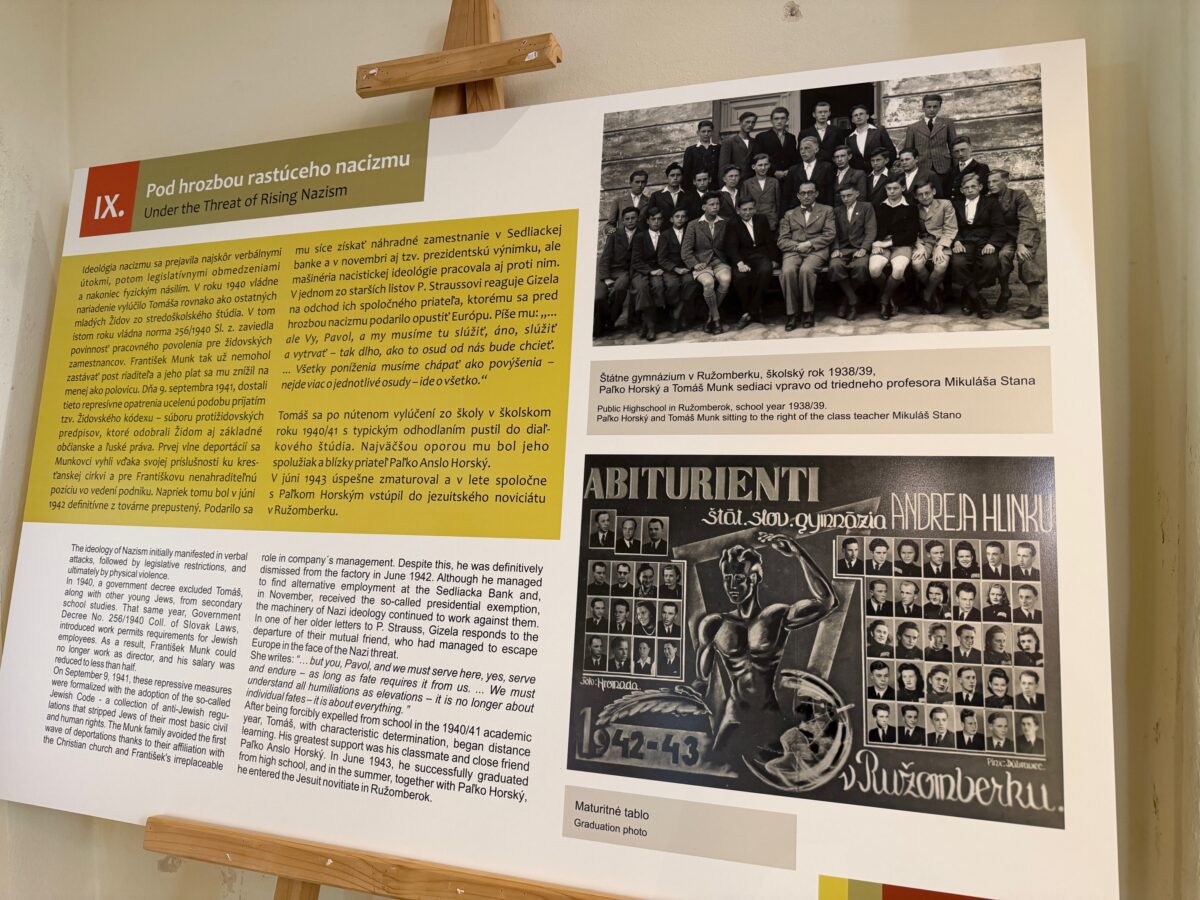 IX.
Pod hrozbou rastúceho nacizmu
Under the Threat of Rising Nazism
Ideológia nacizmu sa prejavila najskôr verbálnymi
útokmi, potom legislatívnymi obmedzeniami
a nakoniec fyzickým násilím. V roku 1940 vládne
nariadenie vylúčilo Tomáša rovnako ako ostatných
mladých Židov zo stredoškolského štúdia. V tom
istom roku vládna norma 256/1940 Sl. z. zaviedla
povinnosť pracovného povolenia pre židovských
zamestnancov. František Munk tak už nemohol
zastávať post riaditeľa a jeho plat sa mu znížil na
menej ako polovicu. Dňa 9. septembra 1941, dostali
tieto represívne opatrenia ucelenú podobu prijatím
tzv. Židovského kódexu – súboru protižidovských
predpisov, ktoré odobrali Židom aj základné
občianske a ľuské práva. Prvej vlne deportácií sa
Munkovci vyhli vďaka svojej príslušnosti ku kres-
ťanskej cirkvi a pre Františkovu nenahraditeľnú
pozíciu vo vedení podniku. Napriek tomu bol v júni
1942 definitívne z továrne prepustený. Podarilo sa
mu síce získať náhradné zamestnanie v Sedliackej
banke a v novembri aj tzv. prezidentskú výnimku, ale
mašinéria nacistickej ideológie pracovala aj proti nim.
V jednom zo starších listov P. Straussovi reaguje Gizela
na odchod ich spoločného priateľa, ktorému sa pred
hrozbou nacizmu podarilo opustiť Európu. Píše mu: „...
ale Vy, Pavol, a my musíme tu slúžiť, áno, slúžiť
a vytrvať – tak dlho, ako to osud od nás bude chcieť.
... Všetky poníženia musíme chápať ako povýšenia –
nejde viac o jednotlivé osudy – ide o všetko.“
Tomáš sa po nútenom vylúčení zo školy v školskom
roku 1940/41 s typickým odhodlaním pustil do diaľ-
kového štúdia. Najväčšou oporou mu bol jeho
spolužiak a blízky priateľ Paľko Anslo Horský.
V júni 1943 úspešne zmaturoval a v lete spoločne
s Paľkom Horským vstúpil do jezuitského noviciátu
v Ružomberku.
The ideology of Nazism initially manifested in verbal
attacks, followed by legislative restrictions, and
ultimately by physical violence.
In 1940, a government decree excluded Tomáš,
along with other young Jews, from secondary
school studies. That same year, Government
Decree No. 256/1940 Coll. of Slovak Laws,
introduced work permits requirements for Jewish
employees. As a result, František Munk could
no longer work as director, and his salary was
reduced to less than half.
On September 9, 1941, these repressive measures
were formalized with the adoption of the so-called
Jewish Code - a collection of anti-Jewish regu-
lations that stripped Jews of their most basic civil
and human rights. The Munk family avoided the first
wave of deportations thanks to their affiliation with
the Christian church and František's irreplaceable
role in company´s management. Despite this, he was definitively
dismissed from the factory in June 1942. Although he managed
to find alternative employment at the Sedliacka Bank and,
in November, received the so-called presidential exemption,
the machinery of Nazi ideology continued to work against them.
In one of her older letters to P. Strauss, Gizela responds to the
departure of their mutual friend, who had managed to escape
Europe in the face of the Nazi threat.
She writes: “... but you, Pavol, and we must serve here, yes, serve
and endure – as long as fate requires it from us. ... We must
understand all humiliations as elevations – it is no longer about
individual fates – it is about everything. ”
After being forcibly expelled from school in the 1940/41 academic
year, Tomáš, with characteristic determination, began distance
learning. His greatest support was his classmate and close friend
Paľko Anslo Horský. In June 1943, he successfully graduated
from high school, and in the summer, together with Paľko Horský,
he entered the Jesuit novitiate in Ružomberok.
Štátne gymnázium v Ružomberku, školský rok 1938/39,
Paľko Horský a Tomáš Munk sediaci vpravo od triedneho profesora Mikuláša Stana
Public Highschool in Ružomberok, school year 1938/39.
Paľko Horský and Tomáš Munk sitting to the right of the class teacher Mikuláš Stano
ABITURIENTI
štát. slov. gymnázia ANDREJA HLINKU
Foto: Hromada.
1942-43
Pinx: Dúbravec.
v Ružomberku.
Maturitné tablo
Graduation photo